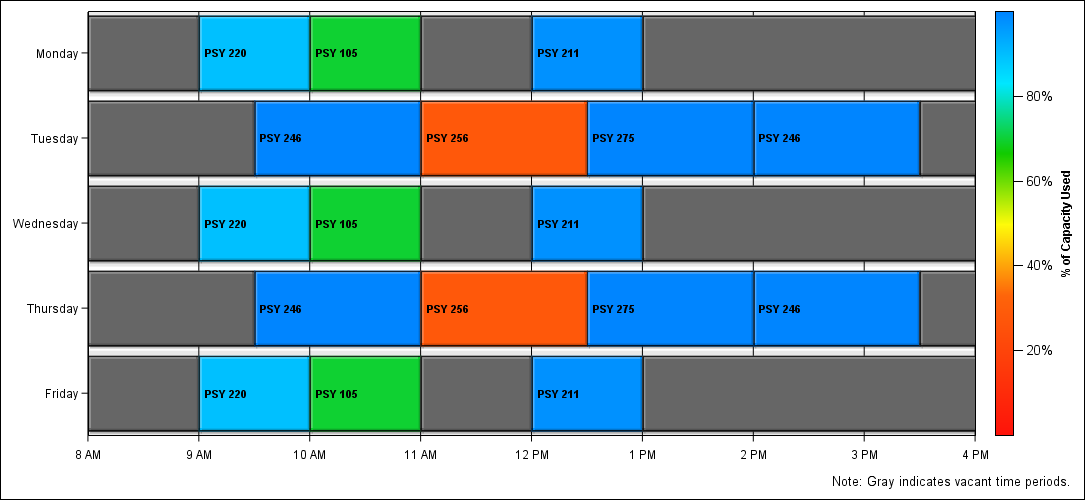 Monday
PSY 220
PSY 105
PSY 211
Tuesday
PSY 246
PSY 256
PSY 275
PSY 246
Wednesday
PSY 220
PSY 105
PSY 211
Thursday
PSY 246
PSY 256
PSY 275
PSY 246
Friday
PSY 220
PSY 105
PSY 211
8 AM
9 AM
10 AM
11 AM
12 PM
1 PM
2 PM
3 PM
4 PM
80%
60%
40%
20%
% of Capacity Used
Note: Gray indicates vacant time periods.